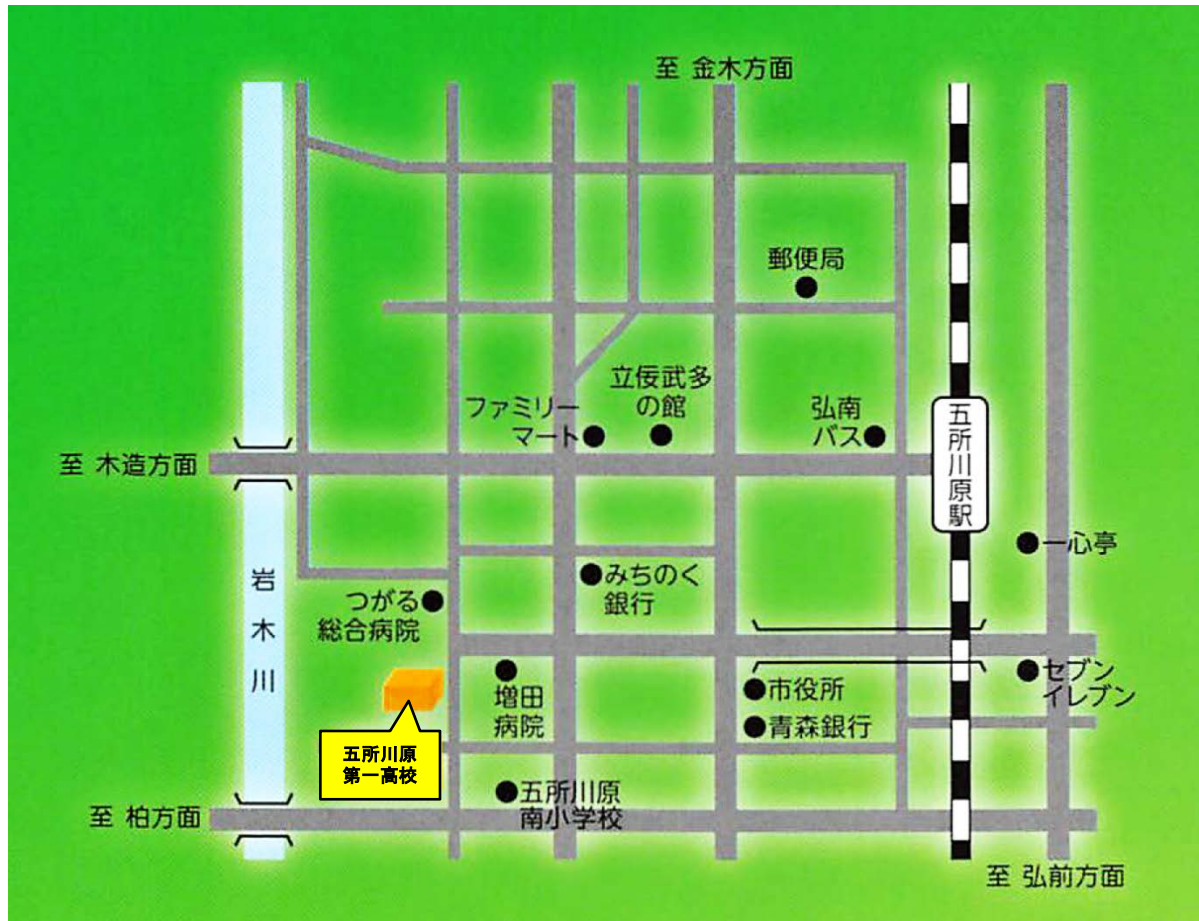 至 金木方面
郵便局
立佞武多
の館
ファミリー
マート
弘南
バス
至 木造方面
五所川原駅
一心亭
みちのく
銀行
つがる
総合病院
岩木川
増田
病院
市役所
青森銀行
セブン
イレブン
五所川原
第一高校
五所川原
南小学校
至 柏方面
至 弘前方面